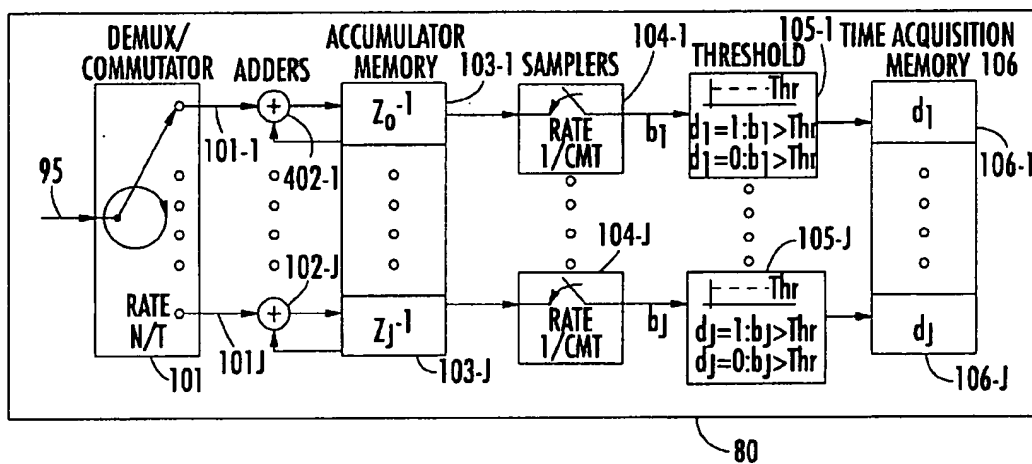 DEMUX/
COMMUTATOR
ADDERS
ACCUMULATOR
MEMORY
103-1
SAMPLERS
104-1
THRESHOLD
105-1
TIME ACQUISITION
MEMORY 106
95
101-1
402-1
Z0-1
RATE
1/CMT
b1
Thr
d1=1:b1>Thr
d1=0:b1>Thr
d1
106-1
102-J
104-J
105-J
RATE
N/T
101J
101
ZJ-1
103-J
RATE
1/CMT
bJ
Thr
dJ=1:bJ>Thr
dJ=0:bJ>Thr
dJ
106-J
80